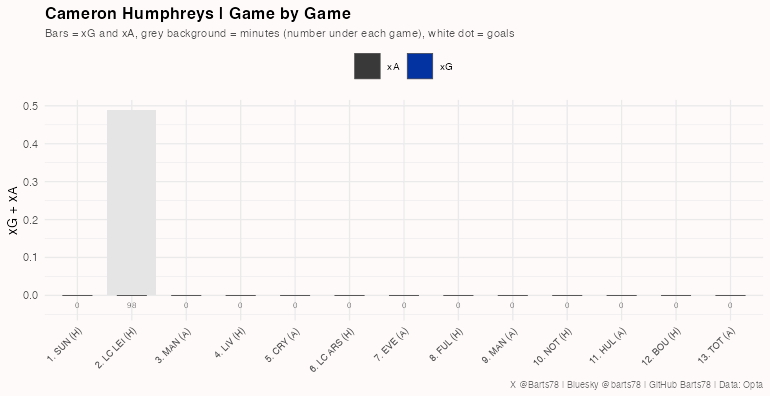 Cameron Humphreys | Game by Game
Bars = xG and xA, grey background = minutes (number under each game), white dot = goals
xA xG
xG + xA
0.5
0.4
0.3
0.2
0.1
0.0
0 98 0 0 0 0 0 0 0 0 0 0 0
1. SUN (H)
2. LC LEI (H)
3. MAN (A)
4. LIV (H)
5. CRY (A)
6. LC ARS (H)
7. EVE (A)
8. FUL (H)
9. MAN (A)
10. NOT (H)
11. HUL (A)
12. BOU (H)
13. TOT (A)
X @Barts78 | Bluesky @barts78 | GitHub Barts78 | Data: Opta